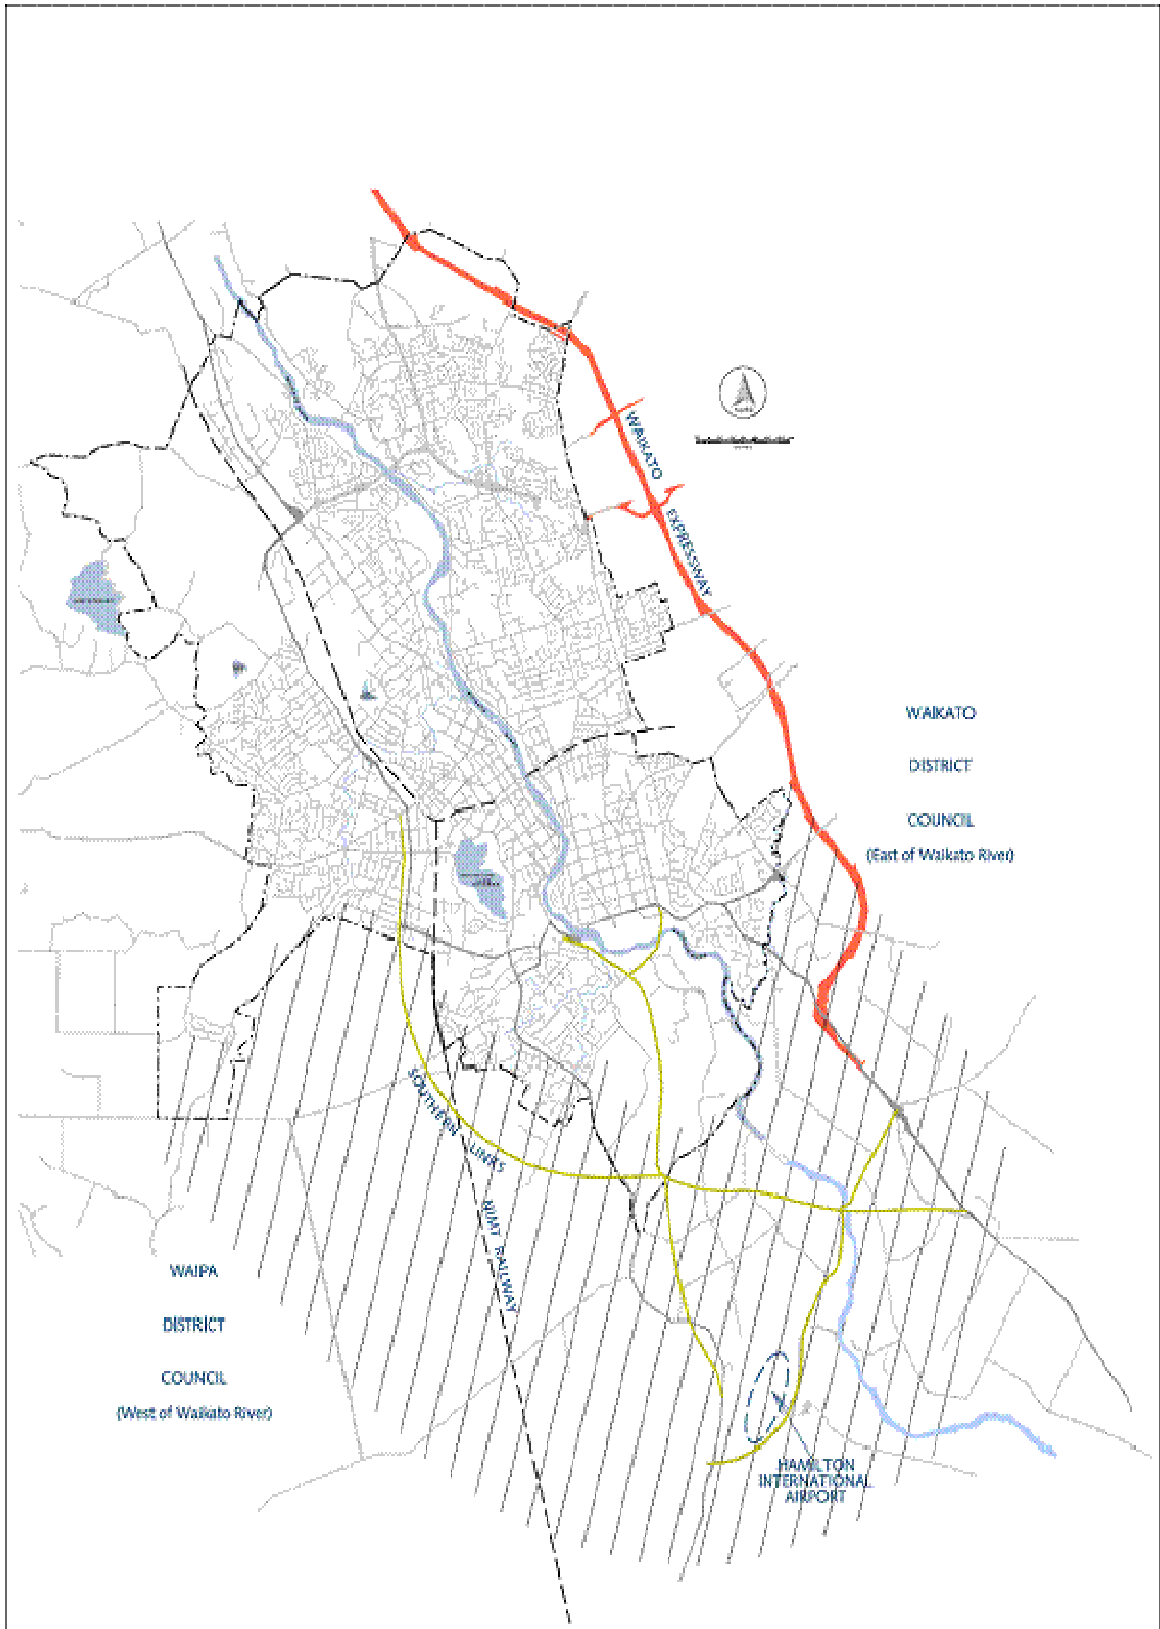 WAIKATO
EXPRESSWAY
WAIKATO
DISTRICT
COUNCIL
(East of Waikato River)
SOUTHERN LINKS
NIMT RAILWAY
WAIPA
DISTRICT
COUNCIL
(West of Waikato River)
HAMILTON
INTERNATIONAL
AIRPORT